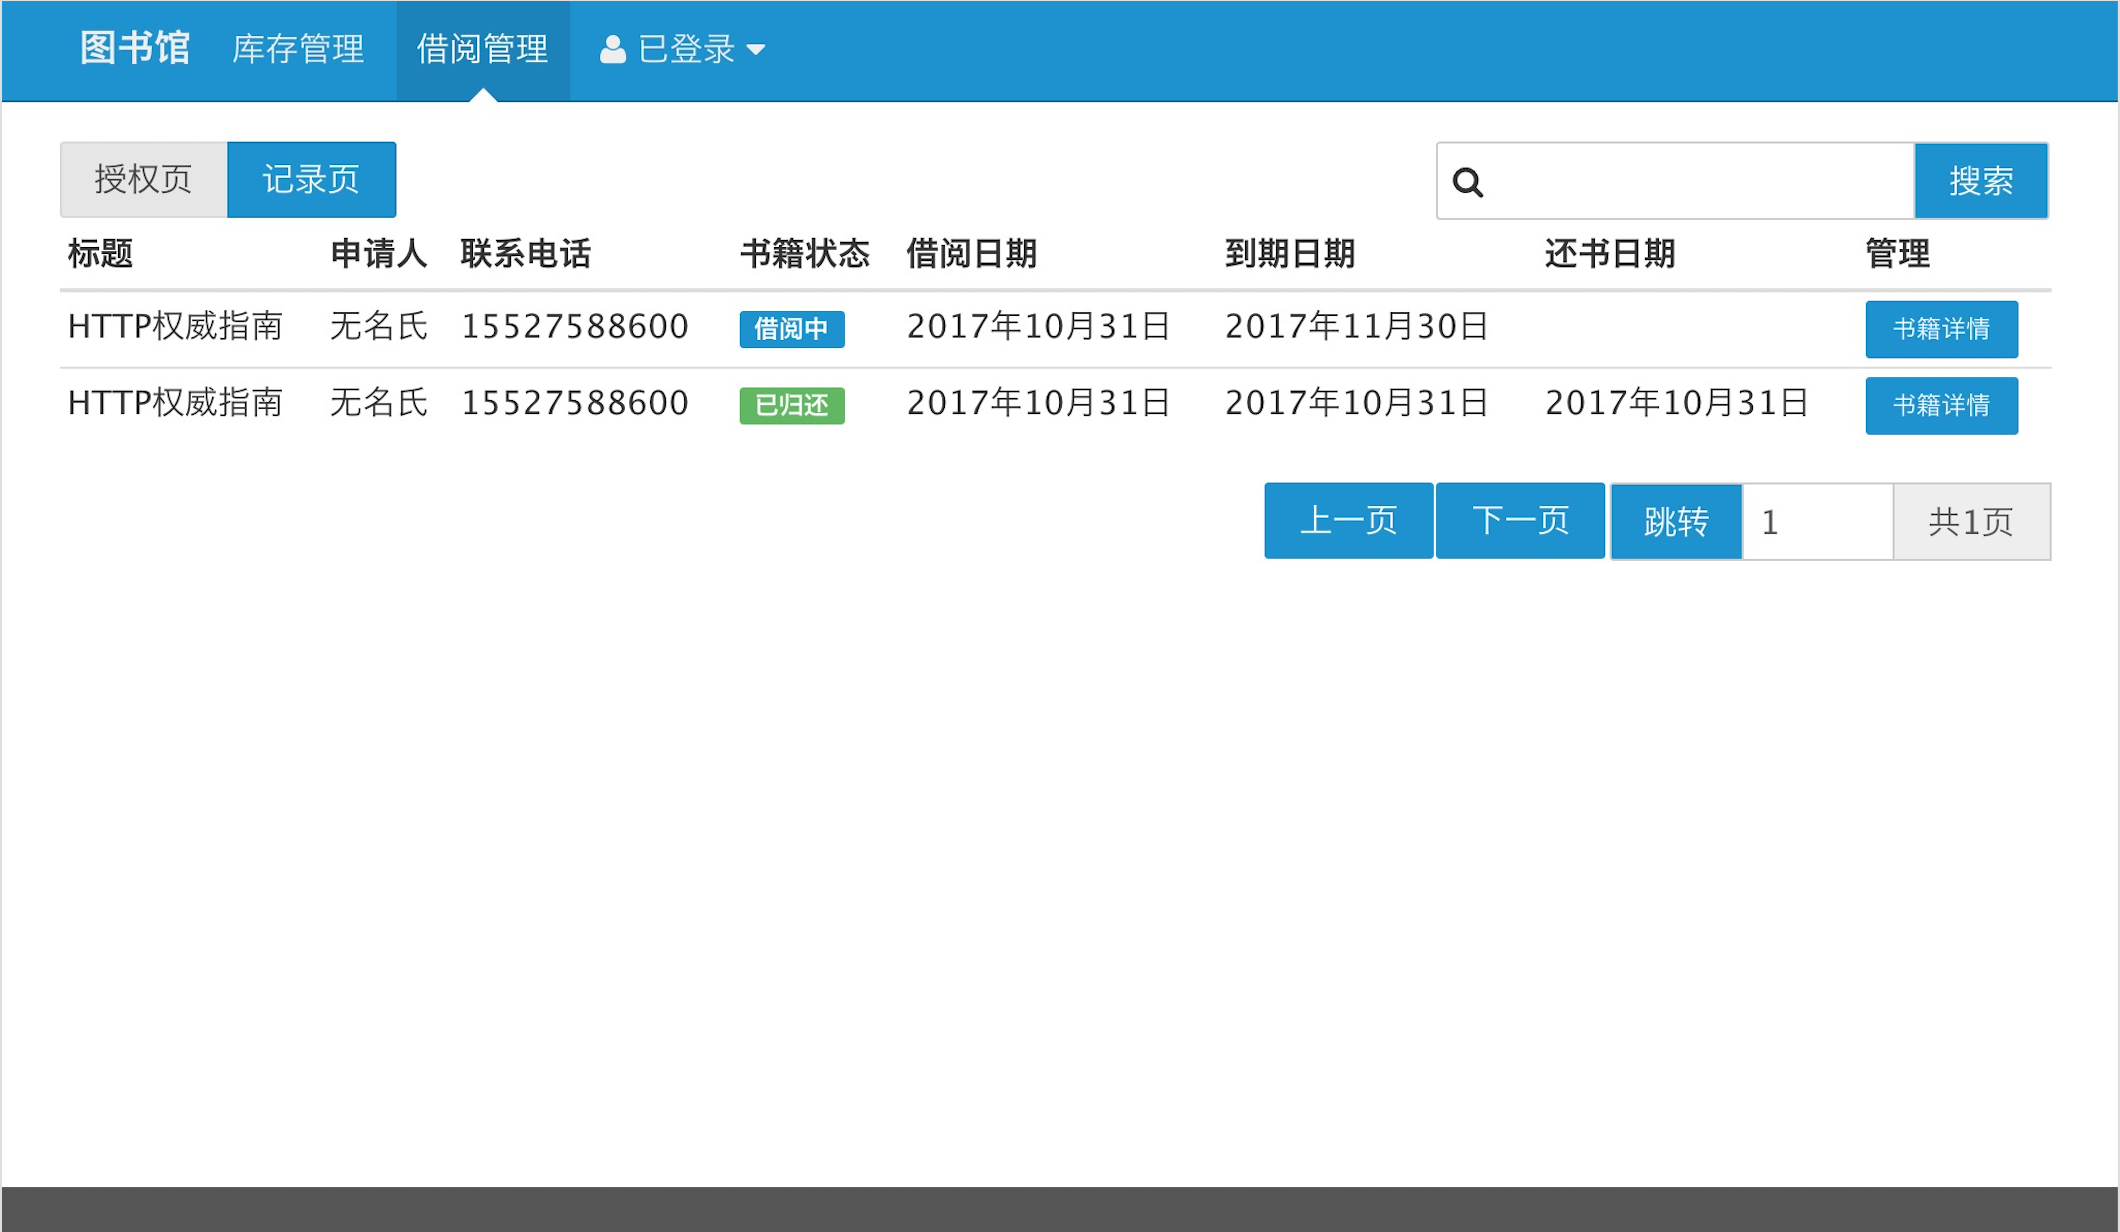 图书馆 库存管理 借阅管理 已登录
授权页 记录页 搜索
标题 申请人 联系电话 书籍状态 借阅日期 到期日期 还书日期 管理
HTTP权威指南 无名氏 15527588600 借阅中 2017年10月31日 2017年11月30日 书籍详情
HTTP权威指南 无名氏 15527588600 已归还 2017年10月31日 2017年10月31日 2017年10月31日 书籍详情
上一页 下一页 跳转 1 共1页